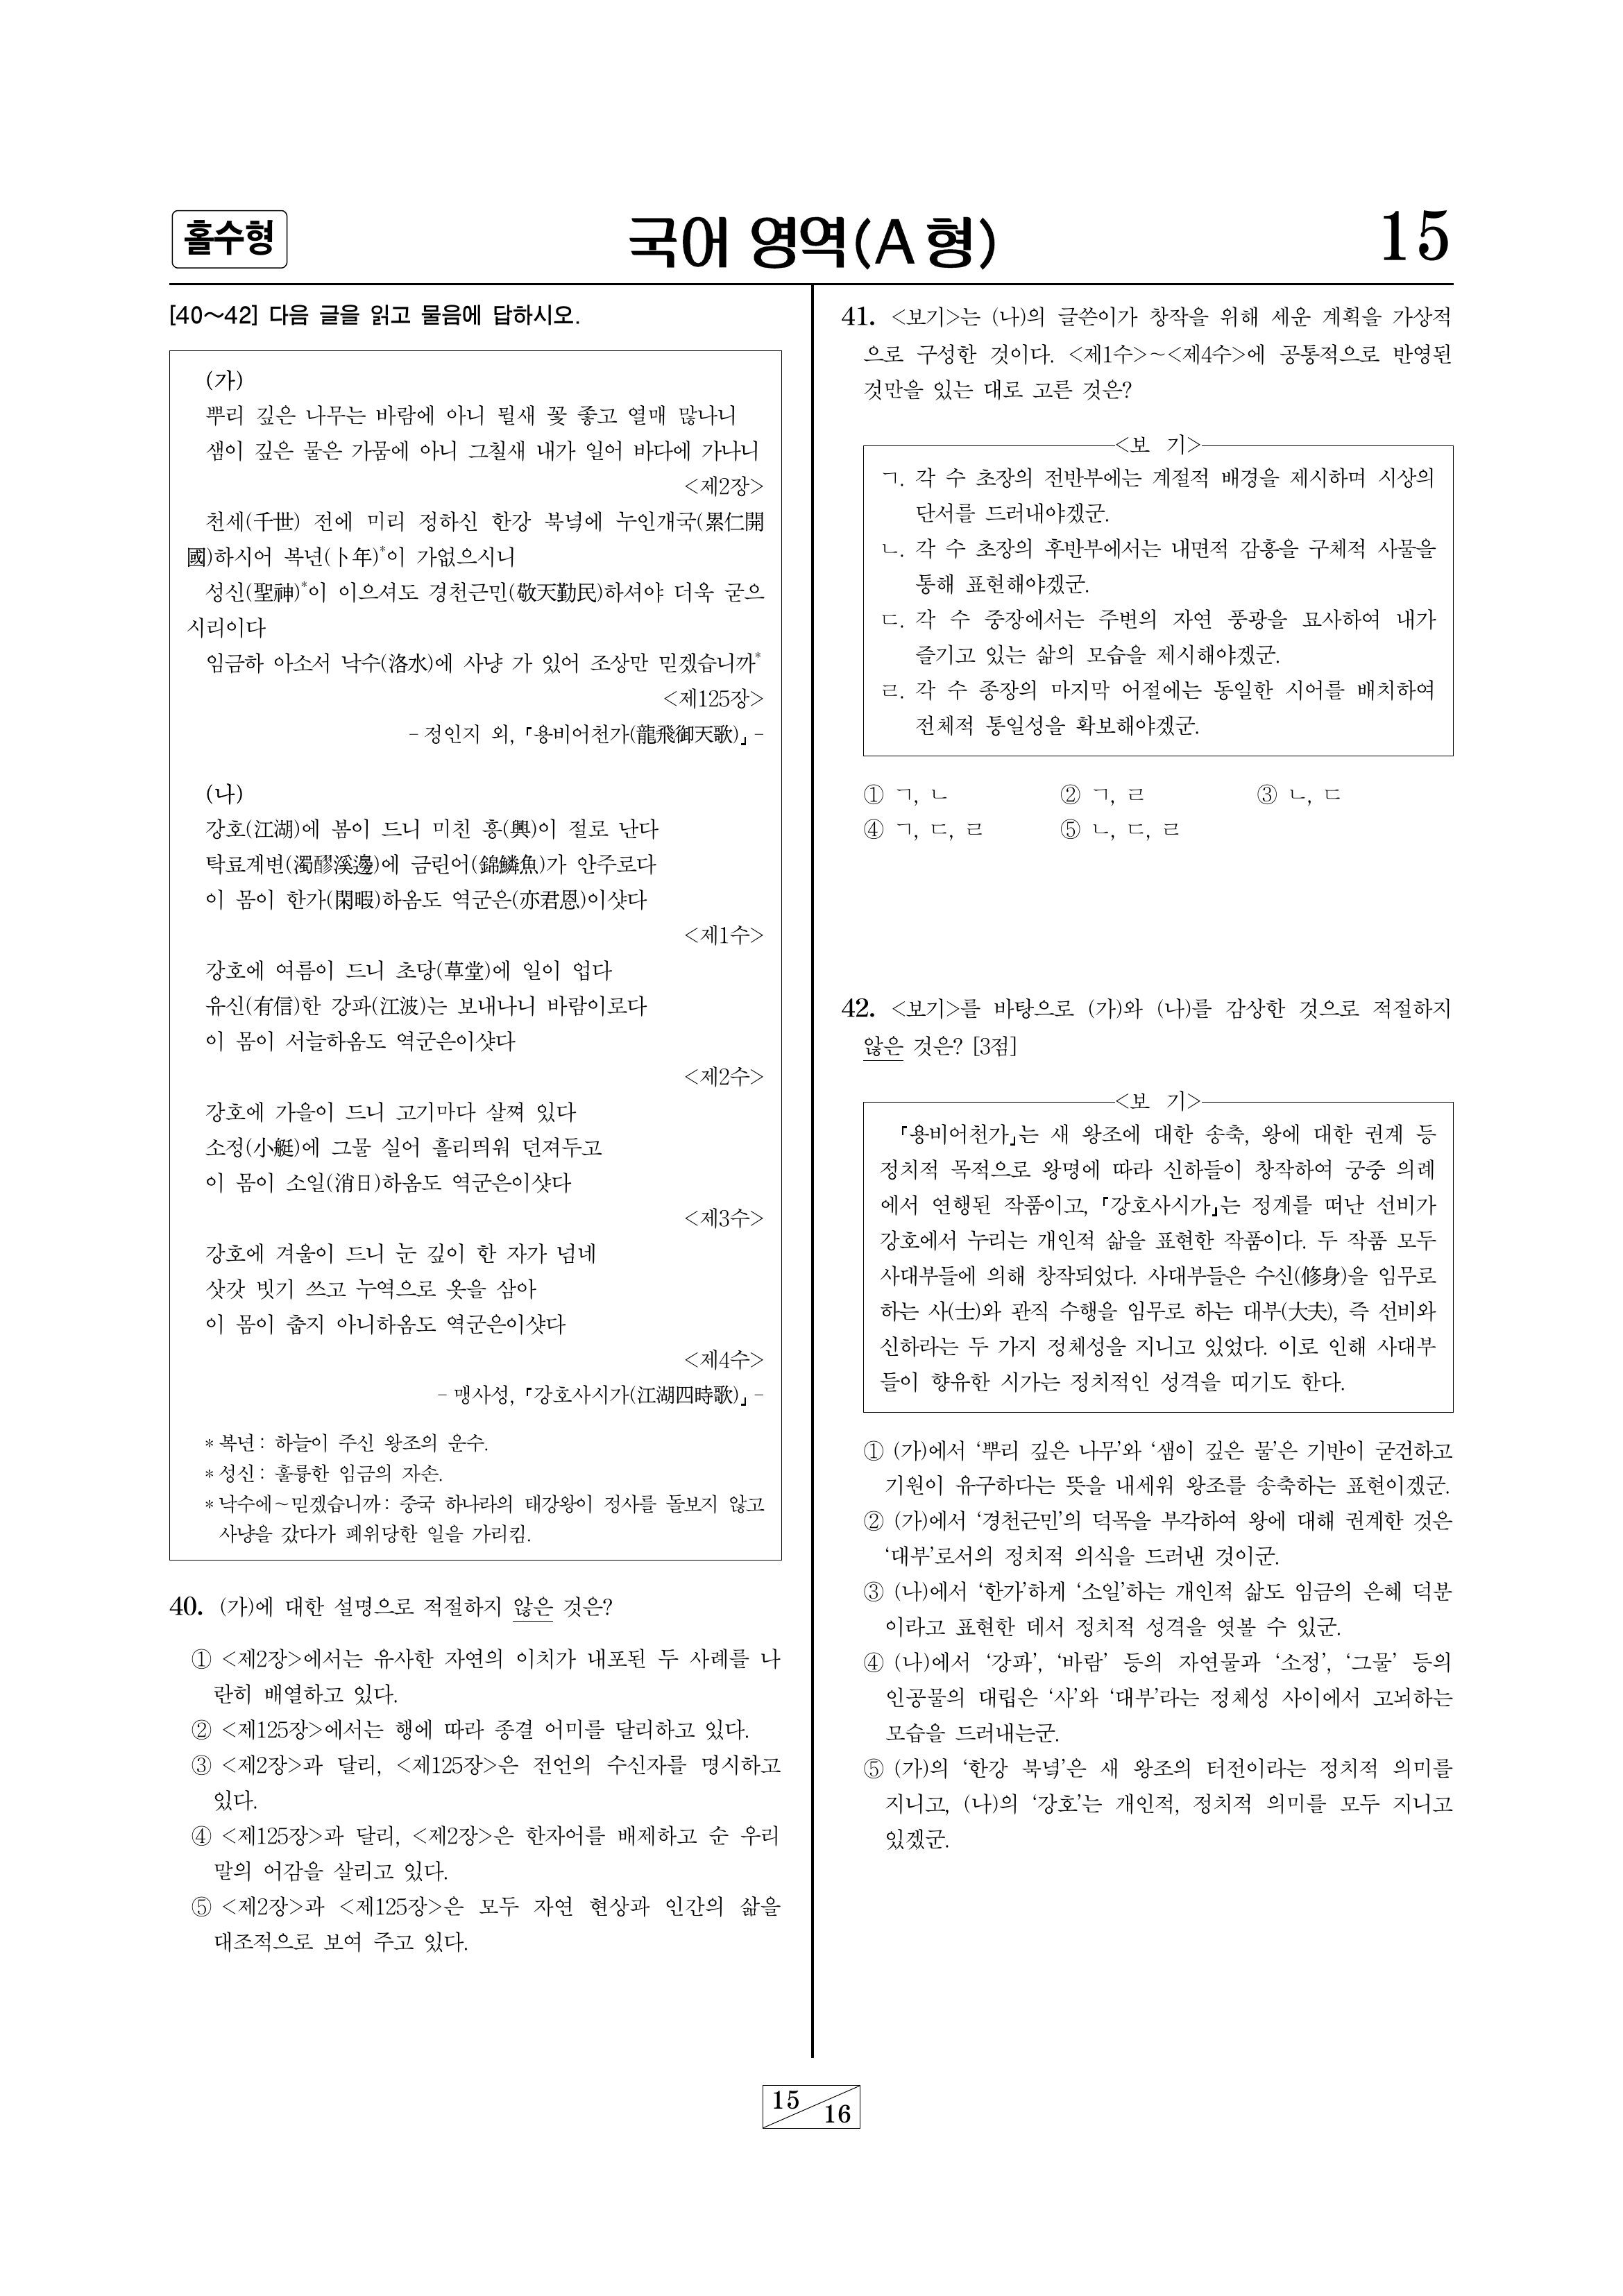 홀수형
국어 영역(A 형)
15
[40~42] 다음 글을 읽고 물음에 답하시오.
(가)
뿌리 깊은 나무는 바람에 아니 뮐새 꽃 좋고 열매 많나니
샘이 깊은 물은 가뭄에 아니 그칠새 내가 일어 바다에 가나니
<제2장>
천세(千世) 전에 미리 정하신 한강 북녘에 누인개국(累仁開
國)하시어 복년(卜年)*이 가없으시니
성신(聖神)*이 이으셔도 경천근민(敬天勤民)하셔야 더욱 굳으
시리이다
임금하 아소서 낙수(洛水)에 사냥 가 있어 조상만 믿겠습니까*
<제125장>
- 정인지 외, 「용비어천가(龍飛御天歌)」 -
(나)
강호(江湖)에 봄이 드니 미친 흥(興)이 절로 난다
탁료계변(濁醪溪邊)에 금린어(錦鱗魚)가 안주로다
이 몸이 한가(閑暇)하옴도 역군은(亦君恩)이샷다
<제1수>
강호에 여름이 드니 초당(草堂)에 일이 업다
유신(有信)한 강파(江波)는 보내나니 바람이로다
이 몸이 서늘하옴도 역군은이샷다
<제2수>
강호에 가을이 드니 고기마다 살쪄 있다
소정(小艇)에 그물 실어 흘리띄워 던져두고
이 몸이 소일(消日)하옴도 역군은이샷다
<제3수>
강호에 겨울이 드니 눈 깊이 한 자가 넘네
삿갓 빗기 쓰고 누역으로 옷을 삼아
이 몸이 춥지 아니하옴도 역군은이샷다
<제4수>
- 맹사성, 「강호사시가(江湖四時歌)」 -
* 복년 : 하늘이 주신 왕조의 운수.
* 성신 : 훌륭한 임금의 자손.
* 낙수에~믿겠습니까 : 중국 하나라의 태강왕이 정사를 돌보지 않고
사냥을 갔다가 폐위당한 일을 가리킴.
40. (가)에 대한 설명으로 적절하지 않은 것은?
① <제2장>에서는 유사한 자연의 이치가 내포된 두 사례를 나
란히 배열하고 있다.
② <제125장>에서는 행에 따라 종결 어미를 달리하고 있다.
③ <제2장>과 달리, <제125장>은 전언의 수신자를 명시하고
있다.
④ <제125장>과 달리, <제2장>은 한자어를 배제하고 순 우리
말의 어감을 살리고 있다.
⑤ <제2장>과 <제125장>은 모두 자연 현상과 인간의 삶을
대조적으로 보여 주고 있다.
41. <보기>는 (나)의 글쓴이가 창작을 위해 세운 계획을 가상적
으로 구성한 것이다. <제1수>~<제4수>에 공통적으로 반영된
것만을 있는 대로 고른 것은?
<보 기>
ㄱ. 각 수 초장의 전반부에는 계절적 배경을 제시하며 시상의
단서를 드러내야겠군.
ㄴ. 각 수 초장의 후반부에서는 내면적 감흥을 구체적 사물을
통해 표현해야겠군.
ㄷ. 각 수 중장에서는 주변의 자연 풍광을 묘사하여 내가
즐기고 있는 삶의 모습을 제시해야겠군.
ㄹ. 각 수 종장의 마지막 어절에는 동일한 시어를 배치하여
전체적 통일성을 확보해야겠군.
① ㄱ, ㄴ ② ㄱ, ㄹ ③ ㄴ, ㄷ
④ ㄱ, ㄷ, ㄹ ⑤ ㄴ, ㄷ, ㄹ
42. <보기>를 바탕으로 (가)와 (나)를 감상한 것으로 적절하지
않은 것은? [3점]
<보 기>
「용비어천가」는 새 왕조에 대한 송축, 왕에 대한 권계 등
정치적 목적으로 왕명에 따라 신하들이 창작하여 궁중 의례
에서 연행된 작품이고, 「강호사시가」는 정계를 떠난 선비가
강호에서 누리는 개인적 삶을 표현한 작품이다. 두 작품 모두
사대부들에 의해 창작되었다. 사대부들은 수신(修身)을 임무로
하는 사(士)와 관직 수행을 임무로 하는 대부(大夫), 즉 선비와
신하라는 두 가지 정체성을 지니고 있었다. 이로 인해 사대부
들이 향유한 시가는 정치적인 성격을 띠기도 한다.
① (가)에서 ‘뿌리 깊은 나무’와 ‘샘이 깊은 물’은 기반이 굳건하고
기원이 유구하다는 뜻을 내세워 왕조를 송축하는 표현이겠군.
② (가)에서 ‘경천근민’의 덕목을 부각하여 왕에 대해 권계한 것은
‘대부’로서의 정치적 의식을 드러낸 것이군.
③ (나)에서 ‘한가’하게 ‘소일’하는 개인적 삶도 임금의 은혜 덕분
이라고 표현한 데서 정치적 성격을 엿볼 수 있군.
④ (나)에서 ‘강파’, ‘바람’ 등의 자연물과 ‘소정’, ‘그물’ 등의
인공물의 대립은 ‘사’와 ‘대부’라는 정체성 사이에서 고뇌하는
모습을 드러내는군.
⑤ (가)의 ‘한강 북녘’은 새 왕조의 터전이라는 정치적 의미를
지니고, (나)의 ‘강호’는 개인적, 정치적 의미를 모두 지니고
있겠군.
15
16